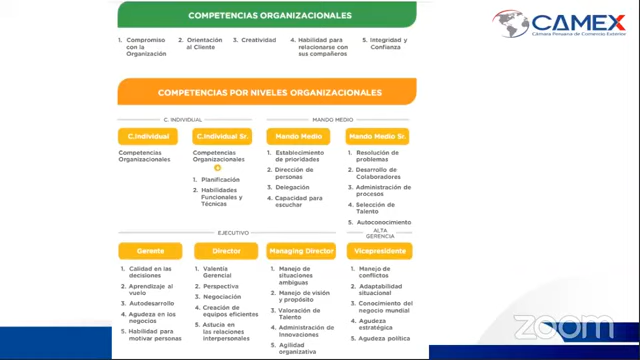 COMPETENCIAS ORGANIZACIONALES
CAMEX
Cámara Peruana de Comercio Exterior
1. Compromiso con la Organización
2. Orientación al Cliente
3. Creatividad
4. Habilidad para relacionarse con sus compañeros
5. Integridad y Confianza
COMPETENCIAS POR NIVELES ORGANIZACIONALES
C. INDIVIDUAL
MANDO MEDIO
C.Individual
Competencias Organizacionales
C.Individual Sr.
Competencias Organizacionales
1. Planificación
2. Habilidades Funcionales y Técnicas
Mando Medio
1. Establecimiento de prioridades
2. Dirección de personas
3. Delegación
4. Capacidad para escuchar
Mando Medio Sr.
1. Resolución de problemas
2. Desarrollo de Colaboradores
3. Administración de procesos
4. Selección de Talento
5. Autoconocimiento
EJECUTIVO
ALTA GERENCIA
Gerente
1. Calidad en las decisiones
2. Aprendizaje al vuelo
3. Autodesarrollo
4. Agudeza en los negocios
5. Habilidad para motivar personas
Director
1. Valentía Gerencial
2. Perspectiva
3. Negociación
4. Creación de equipos eficientes
5. Astucia en las relaciones interpersonales
Managing Director
1. Manejo de situaciones ambiguas
2. Manejo de visión y propósito
3. Valoración de Talento
4. Administración de Innovaciones
5. Agilidad organizativa
Vicepresidente
1. Manejo de conflictos
2. Adaptabilidad situacional
3. Conocimiento del negocio mundial
4. Agudeza estratégica
5. Agudeza política
zoom